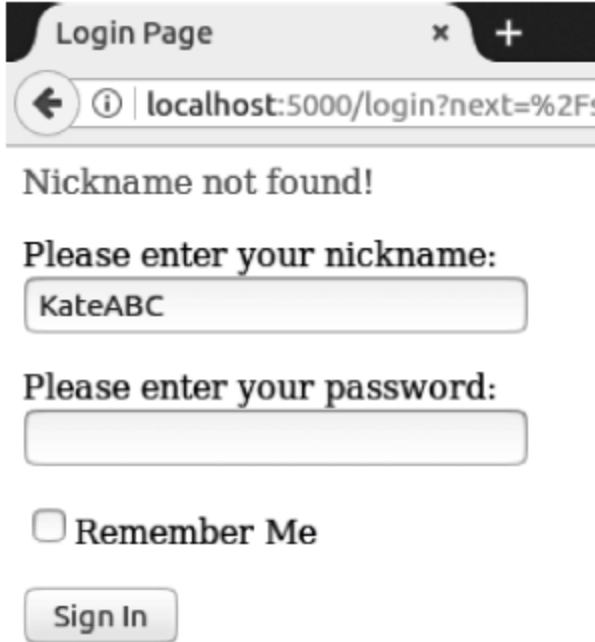 Login Page
localhost:5000/login?next=%2Fs
Nickname not found!
Please enter your nickname:
KateABC
Please enter your password:
Remember Me
Sign In